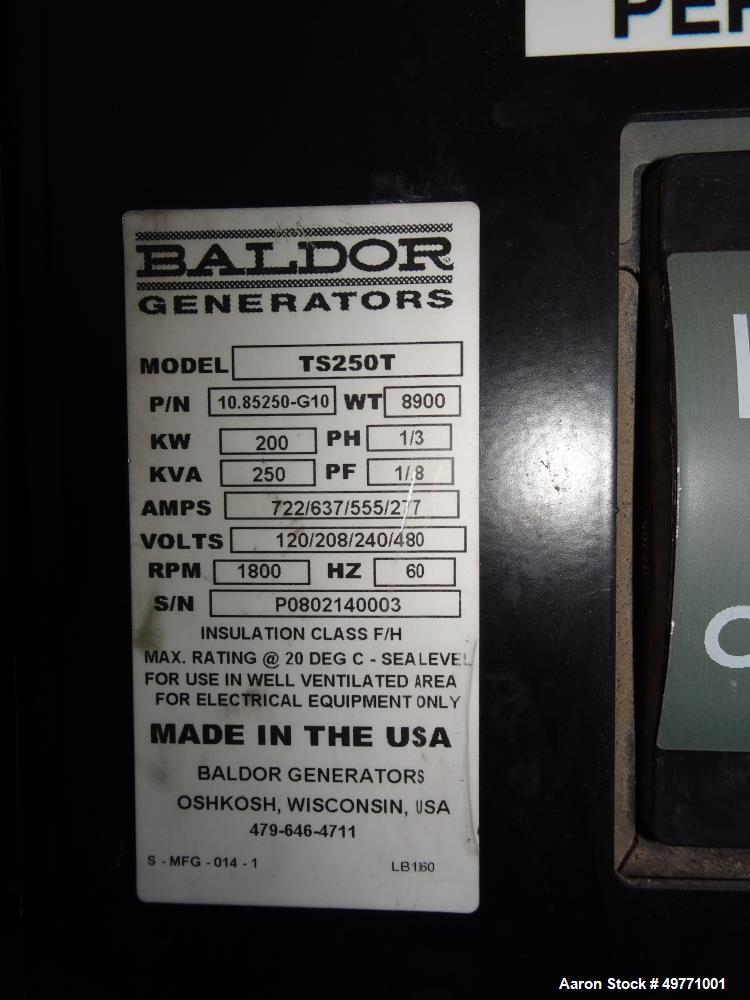 BALDOR
GENERATORS
MODEL TS250T
P/N 10.85250-G10 WT 8900
KW 200 PH 1/3
KVA 250 PF 1/.8
AMPS 722/637/555/277
VOLTS 120/208/240/480
RPM 1800 HZ 60
S/N P0802140003
INSULATION CLASS F/H
MAX. RATING @ 20 DEG C - SEALEVEL
FOR USE IN WELL VENTILATED AREA
FOR ELECTRICAL EQUIPMENT ONLY
MADE IN THE USA
BALDOR GENERATORS
OSHKOSH, WISCONSIN, USA
479-646-4711
S - MFG - 014 - 1 LB1160
Aaron Stock # 49771001